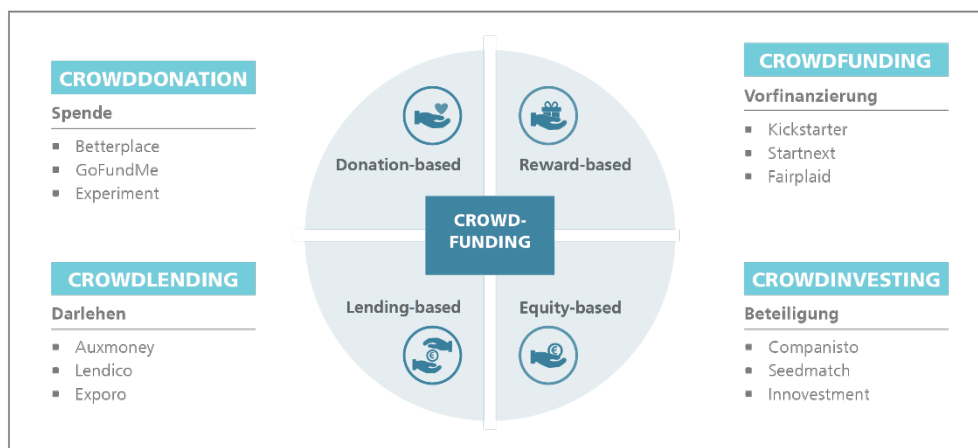 CROWDDONATION
Spende
Betterplace
GoFundMe
Experiment
Donation-based
Reward-based
CROWDFUNDING
Vorfinanzierung
Kickstarter
Startnext
Fairplaid
CROWD-
FUNDING
CROWDLENDING
Darlehen
Auxmoney
Lendico
Exporo
Lending-based
€
Equity-based
€
CROWDINVESTING
Beteiligung
Companisto
Seedmatch
Innovestment